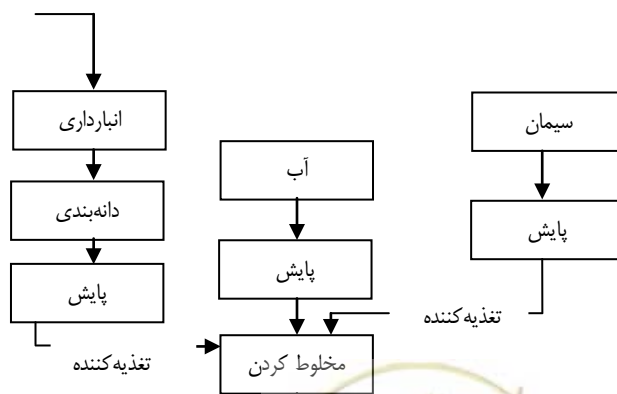 انبارداری
سیمان
آب
دانه‌بندی
پایش
پایش
پایش
تغذیه‌کننده
مخلوط کردن
تغذیه‌کننده